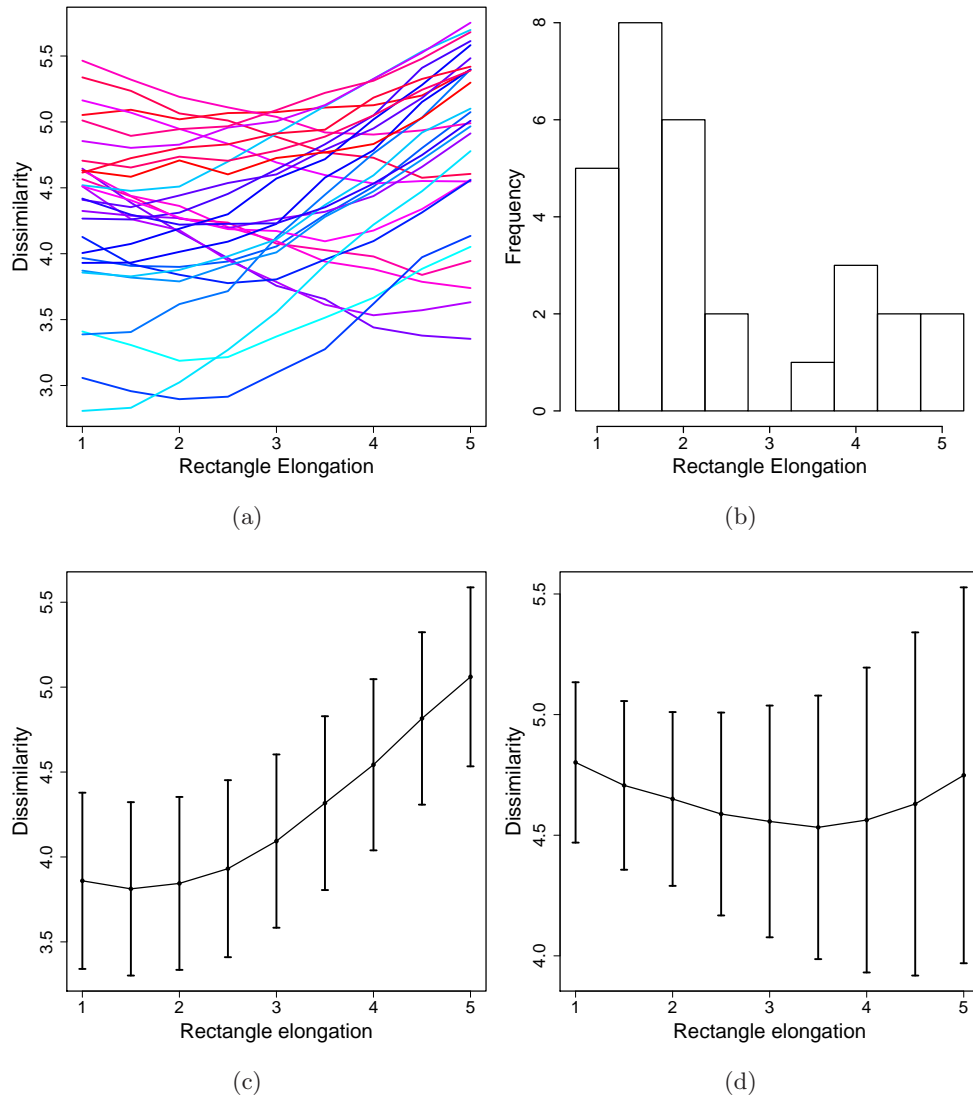 Dissimilarity
3.0 3.5 4.0 4.5 5.0 5.5
1 2 3 4 5
Rectangle Elongation
(a)
Frequency
0 2 4 6 8
1 2 3 4 5
Rectangle Elongation
(b)
Dissimilarity
3.5 4.0 4.5 5.0 5.5
1 2 3 4 5
Rectangle elongation
(c)
Dissimilarity
4.0 4.5 5.0 5.5
1 2 3 4 5
Rectangle elongation
(d)